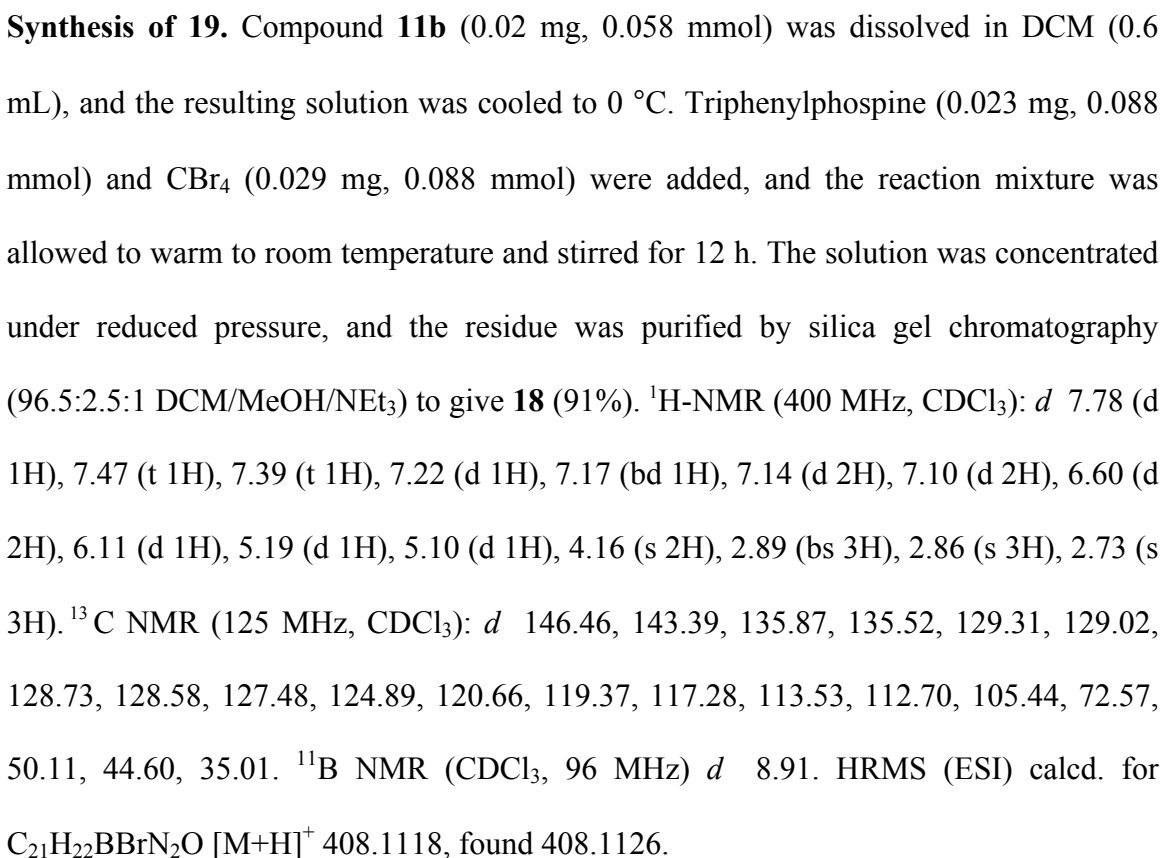 Synthesis of 19. Compound 11b (0.02 mg, 0.058 mmol) was dissolved in DCM (0.6
mL), and the resulting solution was cooled to 0 °C. Triphenylphospine (0.023 mg, 0.088
mmol) and CBr₄ (0.029 mg, 0.088 mmol) were added, and the reaction mixture was
allowed to warm to room temperature and stirred for 12 h. The solution was concentrated
under reduced pressure, and the residue was purified by silica gel chromatography
(96.5:2.5:1 DCM/MeOH/NEt₃) to give 18 (91%). ¹H-NMR (400 MHz, CDCl₃): d 7.78 (d
1H), 7.47 (t 1H), 7.39 (t 1H), 7.22 (d 1H), 7.17 (bd 1H), 7.14 (d 2H), 7.10 (d 2H), 6.60 (d
2H), 6.11 (d 1H), 5.19 (d 1H), 5.10 (d 1H), 4.16 (s 2H), 2.89 (bs 3H), 2.86 (s 3H), 2.73 (s
3H). ¹³C NMR (125 MHz, CDCl₃): d 146.46, 143.39, 135.87, 135.52, 129.31, 129.02,
128.73, 128.58, 127.48, 124.89, 120.66, 119.37, 117.28, 113.53, 112.70, 105.44, 72.57,
50.11, 44.60, 35.01. ¹¹B NMR (CDCl₃, 96 MHz) d 8.91. HRMS (ESI) calcd. for
C₂₁H₂₂BBrN₂O [M+H]⁺ 408.1118, found 408.1126.